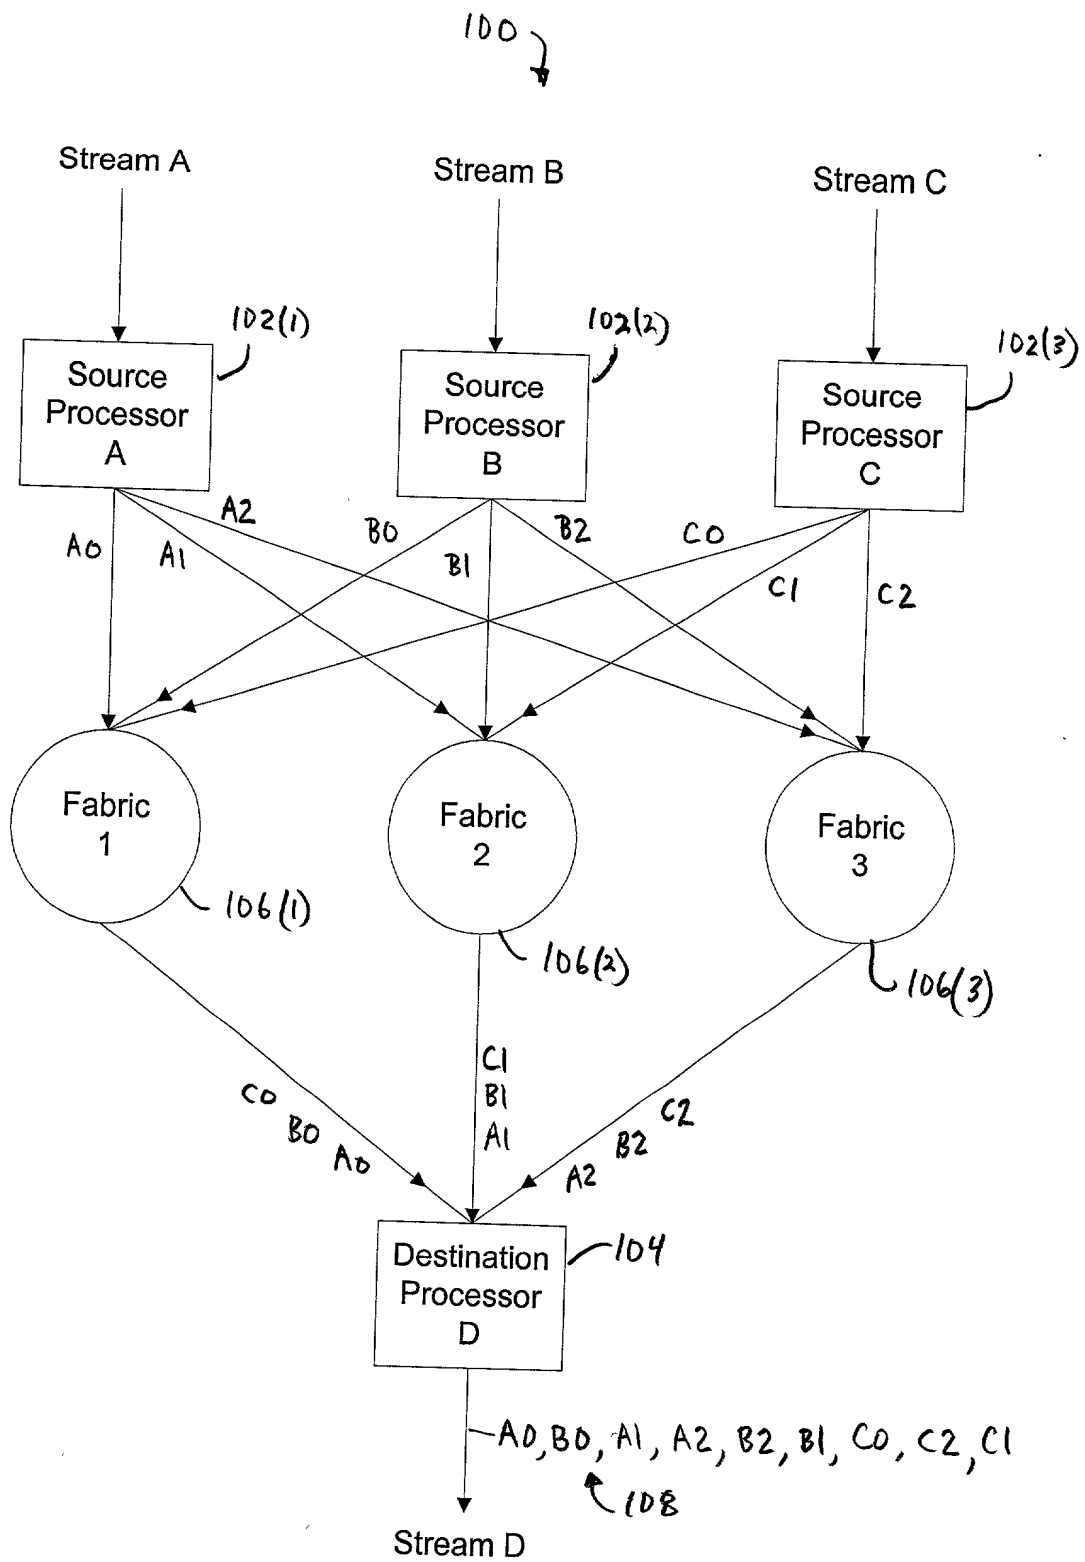 100
Stream A
Stream B
Stream C
102(1)
102(2)
102(3)
Source
Processor
A
Source
Processor
B
Source
Processor
C
A0
A1
A2
B0
B1
B2
C0
C1
C2
Fabric
1
Fabric
2
Fabric
3
106(1)
106(2)
106(3)
C0
B0
A0
C1
B1
A1
C2
B2
A2
Destination
Processor
D
104
A0, B0, A1, A2, B2, B1, C0, C2, C1
108
Stream D